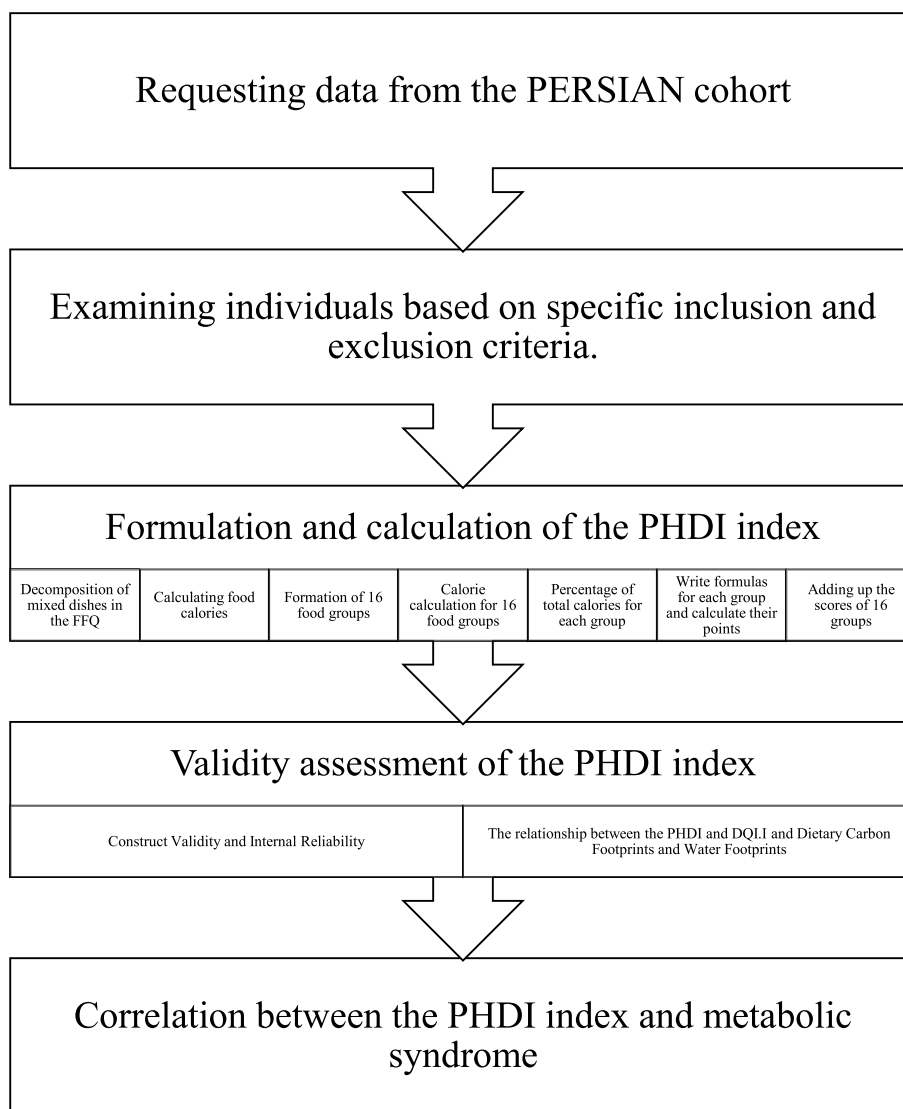 Requesting data from the PERSIAN cohort
Examining individuals based on specific inclusion and
exclusion criteria.
Formulation and calculation of the PHDI index
Decomposition of
mixed dishes in
the FFQ
Calculating food
calories
Formation of 16
food groups
Calorie
calculation for 16
food groups
Percentage of
total calories for
each group
Write formulas
for each group
and calculate their
points
Adding up the
scores of 16
groups
Validity assessment of the PHDI index
Construct Validity and Internal Reliability
The relationship between the PHDI and DQI.I and Dietary Carbon
Footprints and Water Footprints
Correlation between the PHDI index and metabolic
syndrome